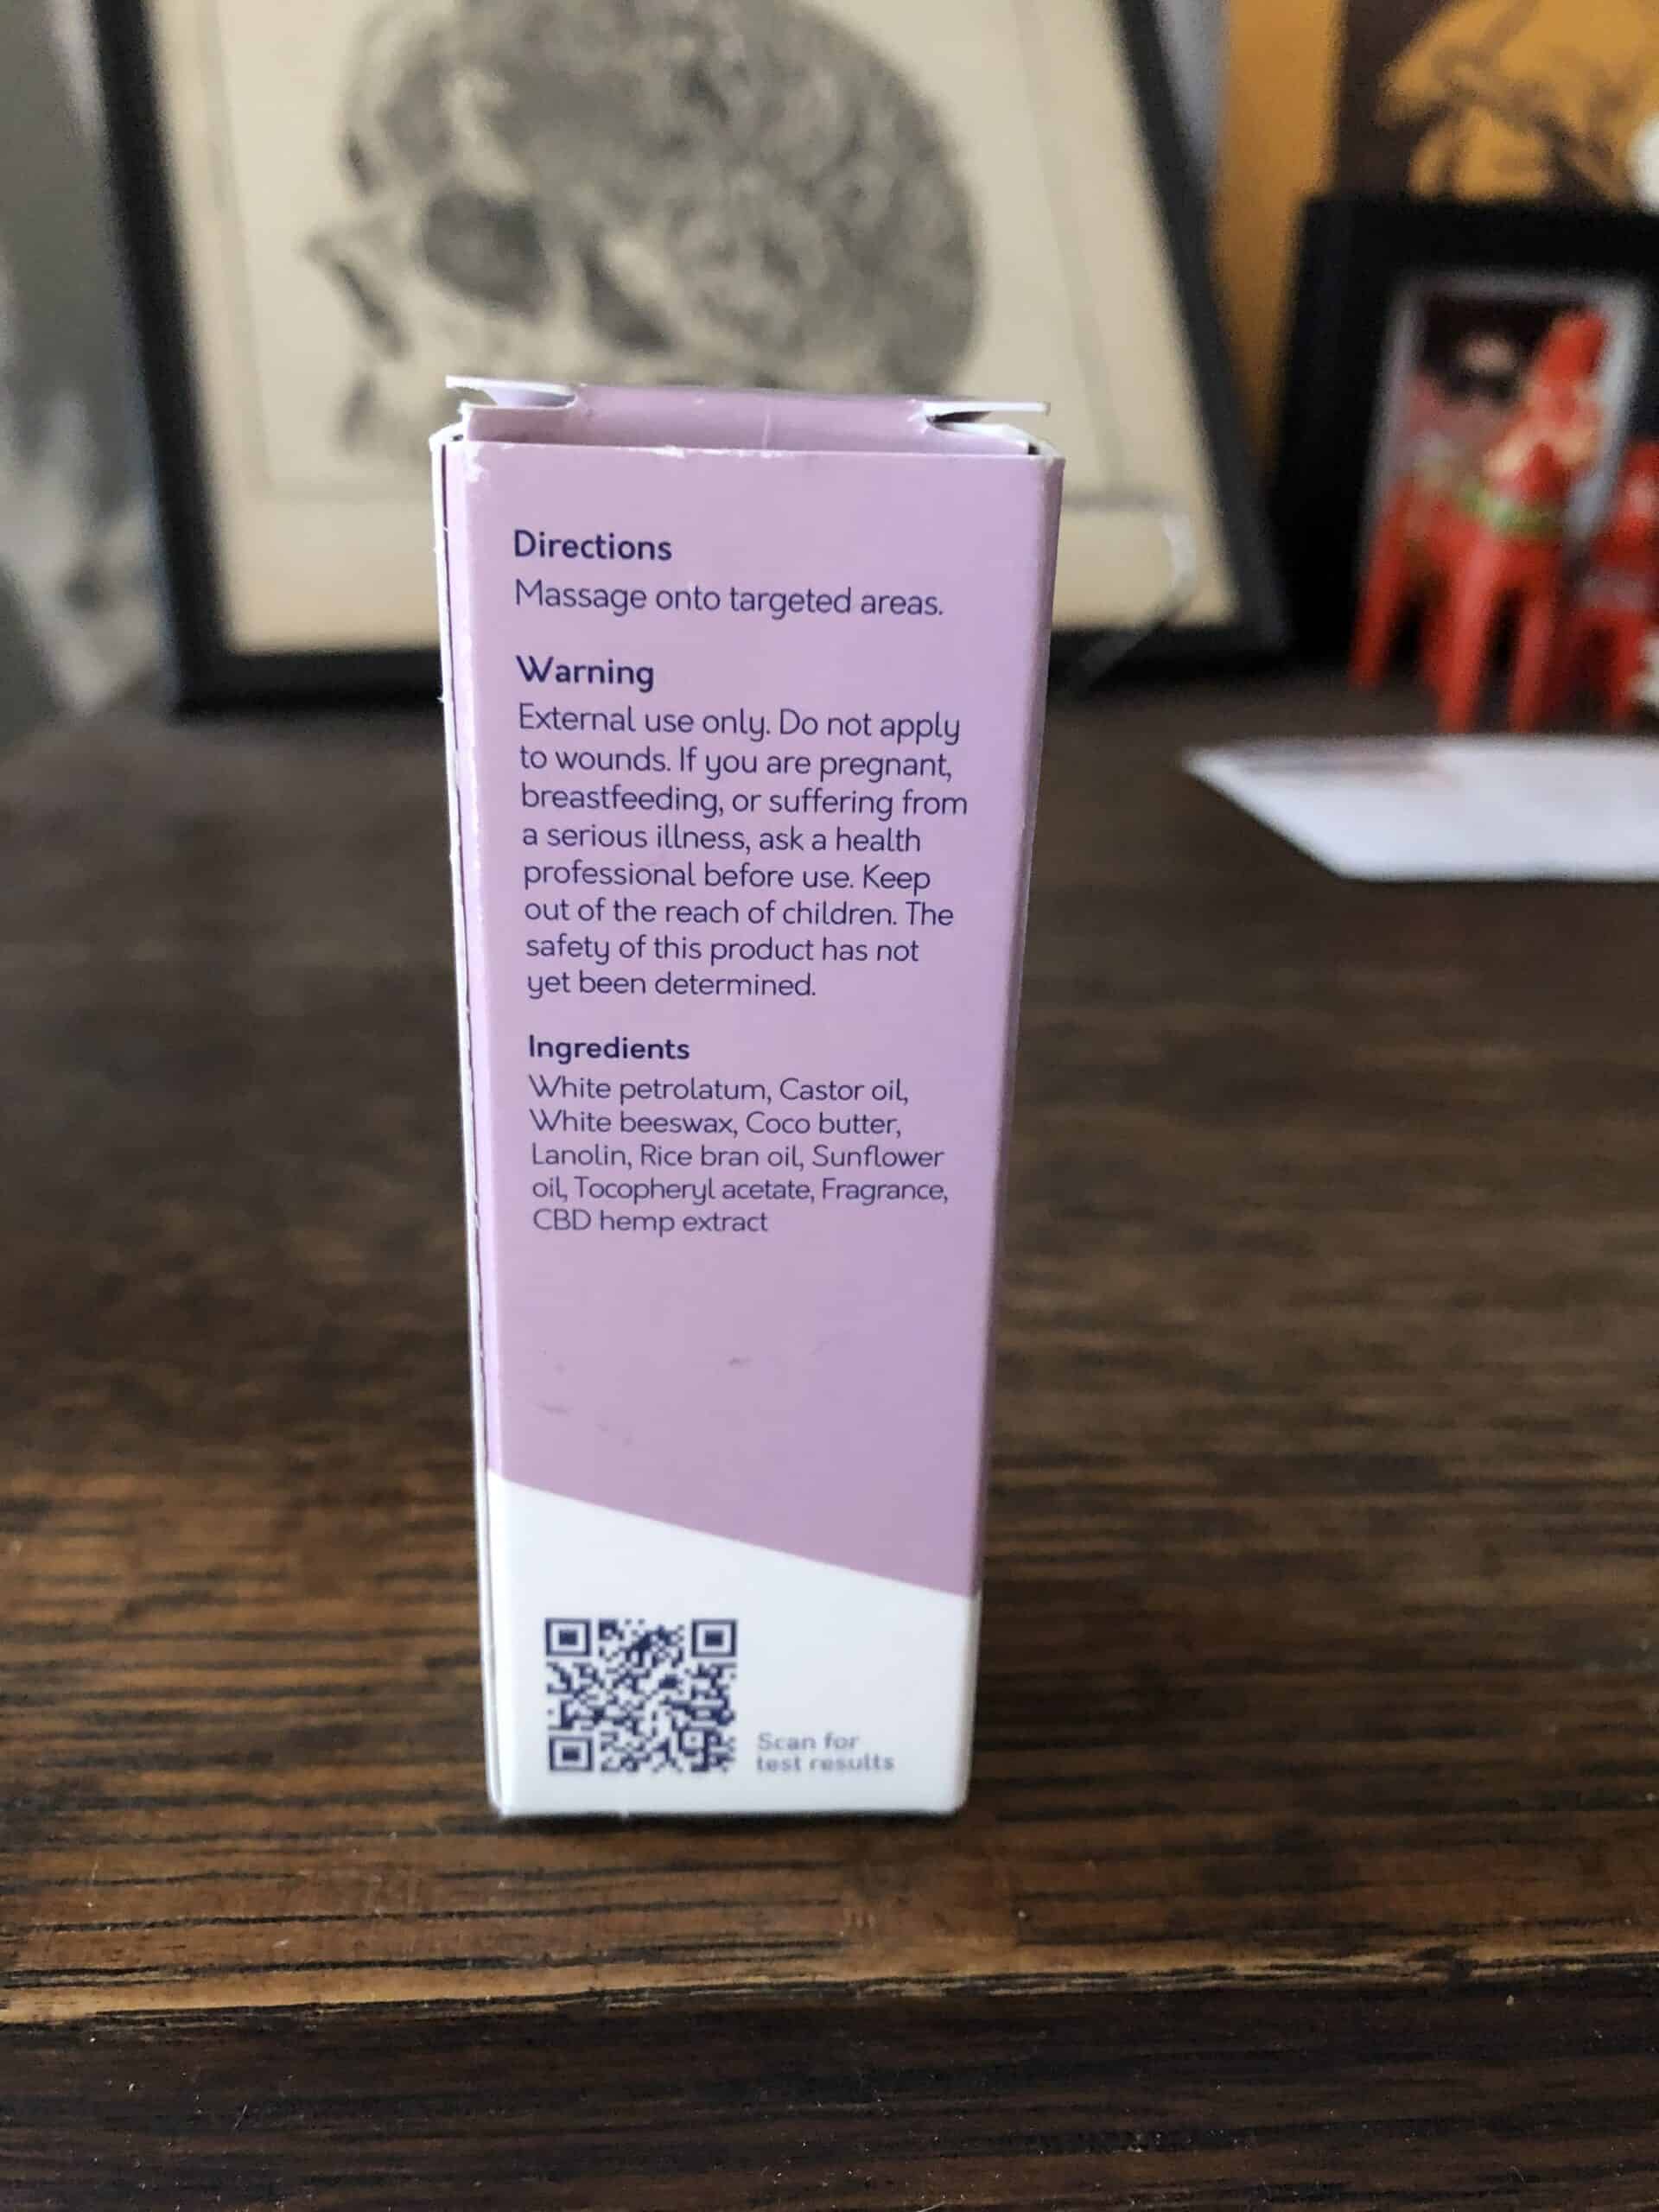 Directions
Massage onto targeted areas.
Warning
External use only. Do not apply
to wounds. If you are pregnant,
breastfeeding, or suffering from
a serious illness, ask a health
professional before use. Keep
out of the reach of children. The
safety of this product has not
yet been determined.
Ingredients
White petrolatum, Castor oil,
White beeswax, Coco butter,
Lanolin, Rice bran oil, Sunflower
oil, Tocopheryl acetate, Fragrance,
CBD hemp extract
Scan for
test results